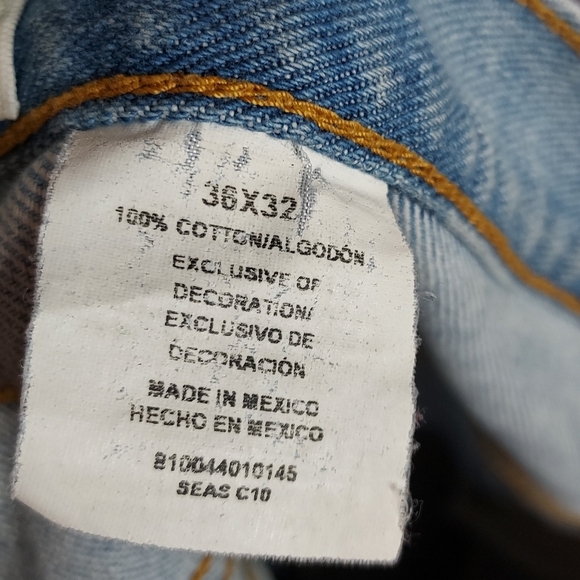 36X32
100% COTTON/ALGODÓN
EXCLUSIVE OF
DECORATION/
EXCLUSIVO DE
DECORACIÓN
MADE IN MEXICO
HECHO EN MEXICO
810044010145
SEAS C10